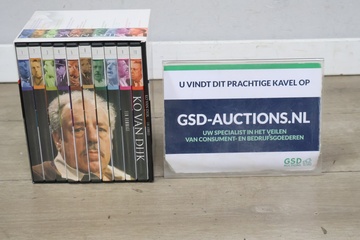 KO VAN DIJK
U VINDT DIT PRACHTIGE KAVEL OP
GSD-AUCTIONS.NL
UW SPECIALIST IN HET VEILEN
VAN CONSUMENT- EN BEDRIJFSGOEDEREN
GSD